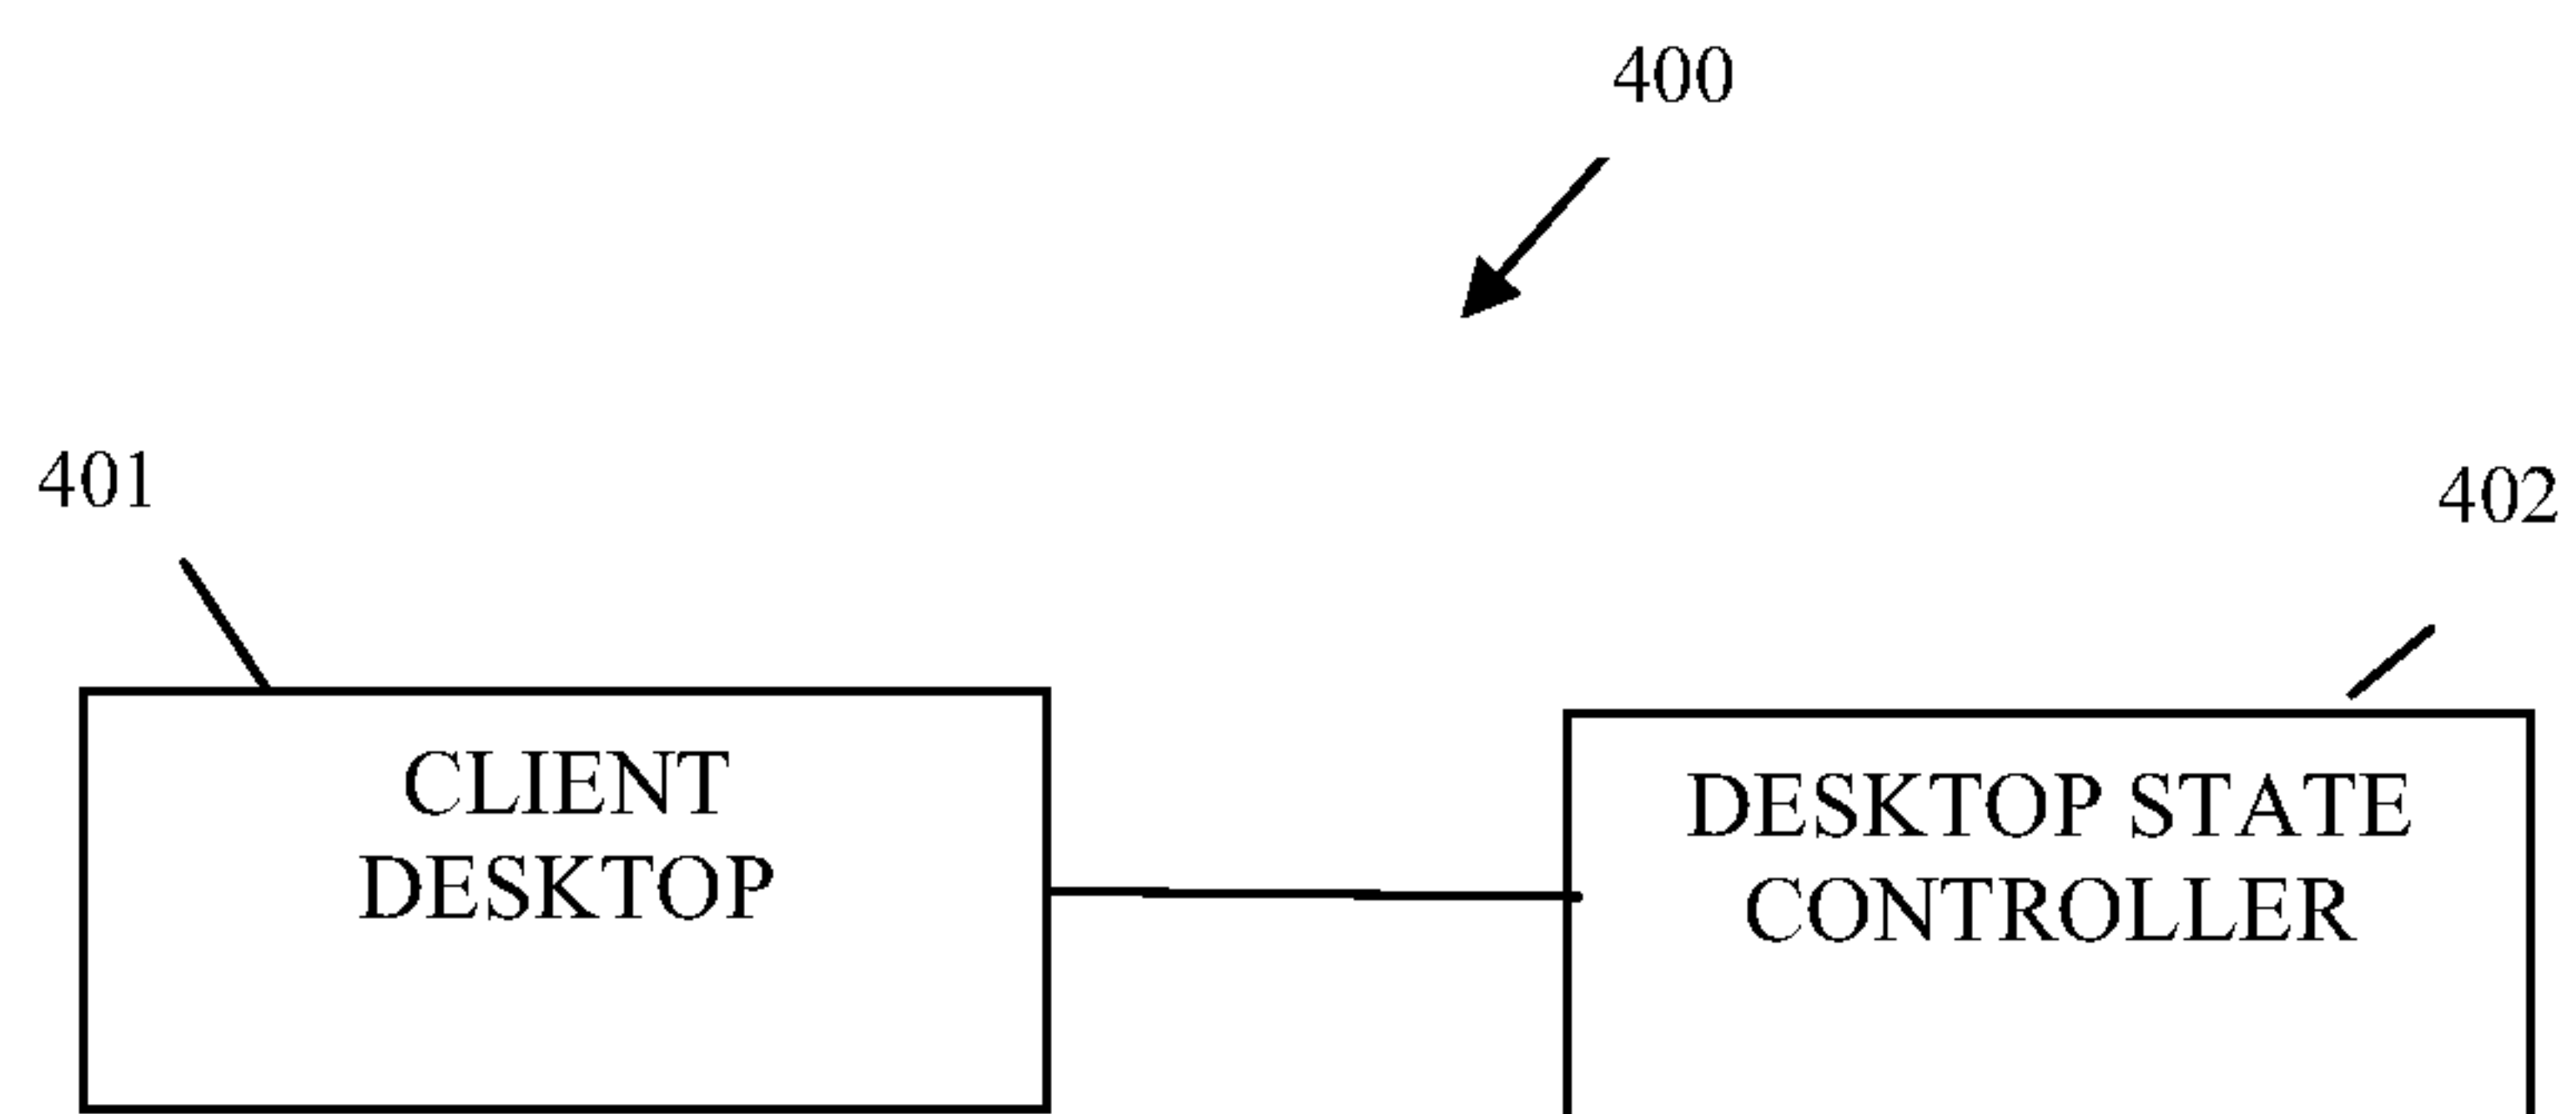 400
401
402
CLIENT
DESKTOP
DESKTOP STATE
CONTROLLER